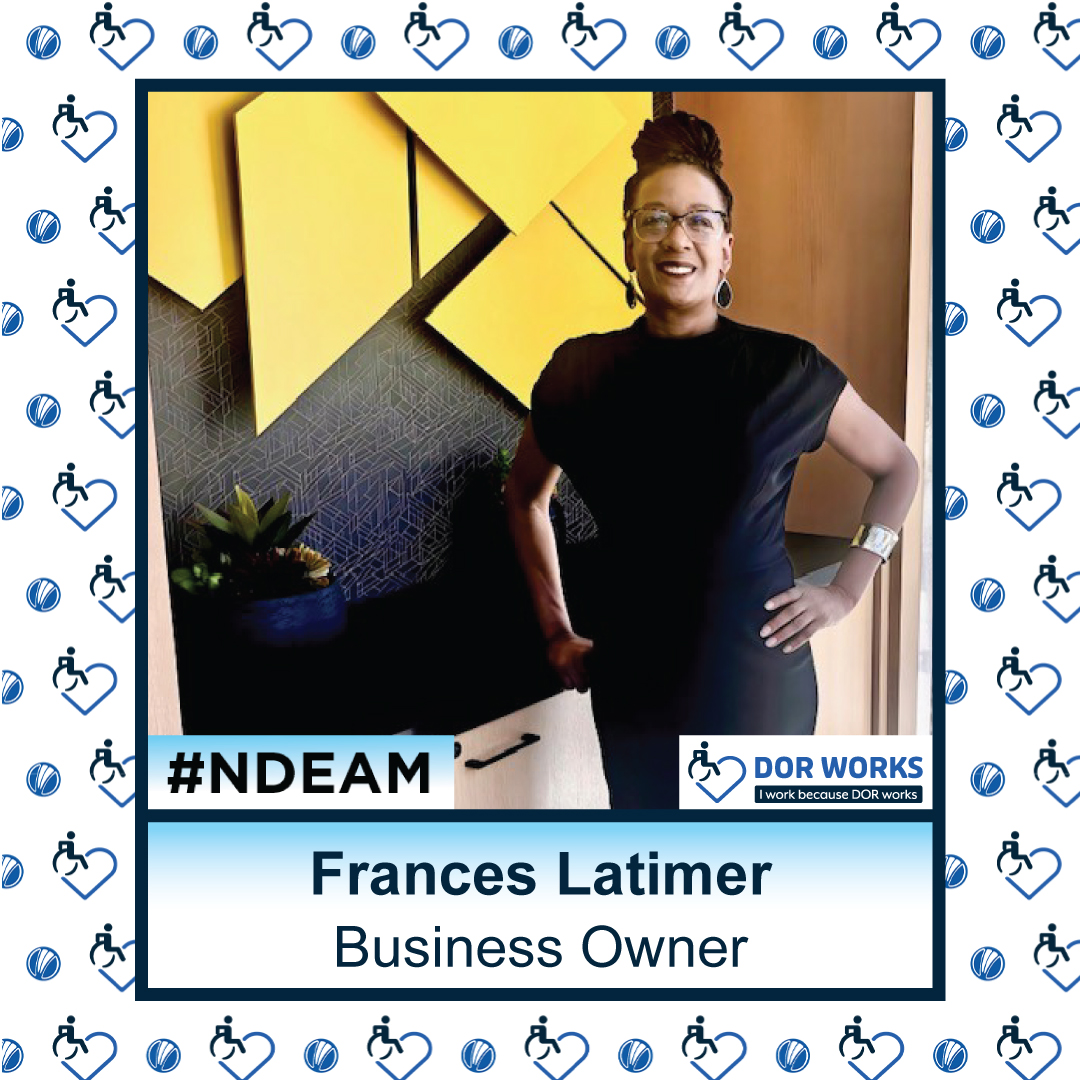 #NDEAM
DOR WORKS
I work because DOR works
Frances Latimer
Business Owner